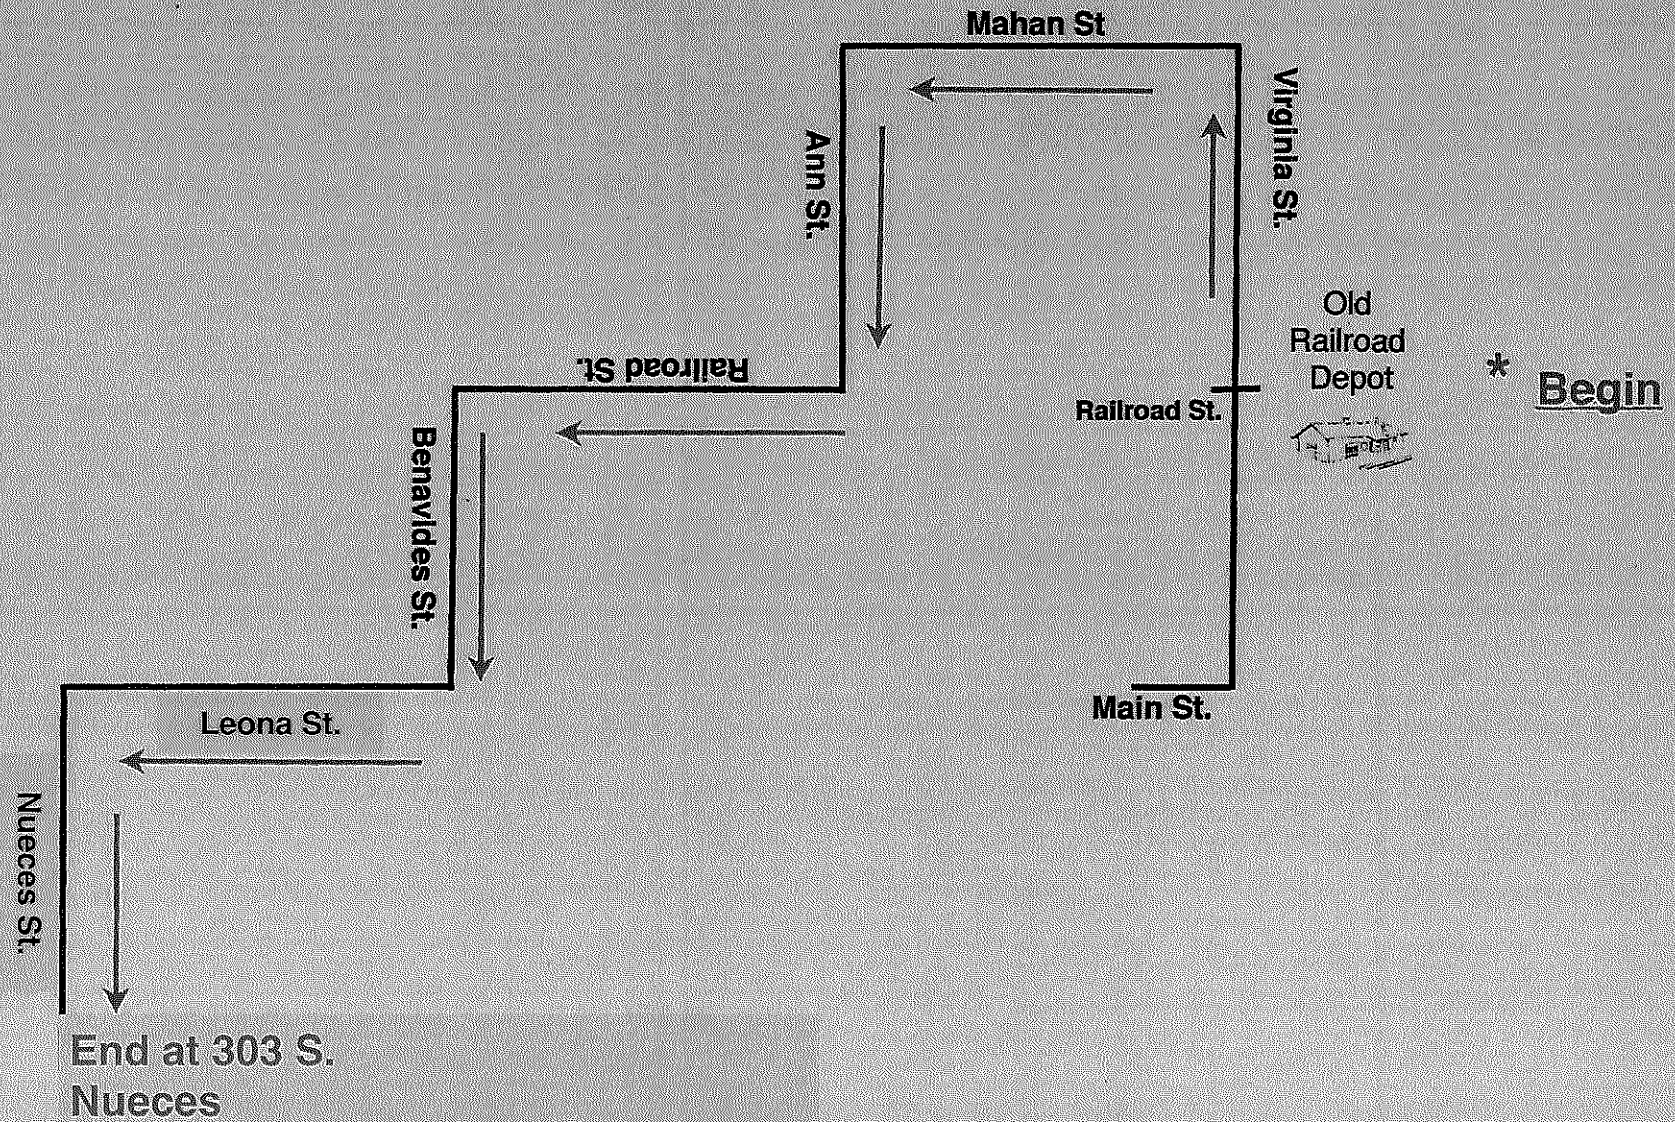 Mahan St
Virginia St.
Ann St.
Old
Railroad
Depot
* Begin
Railroad St.
Railroad St.
Benavides St.
Main St.
Leona St.
Nueces St.
End at 303 S.
Nueces